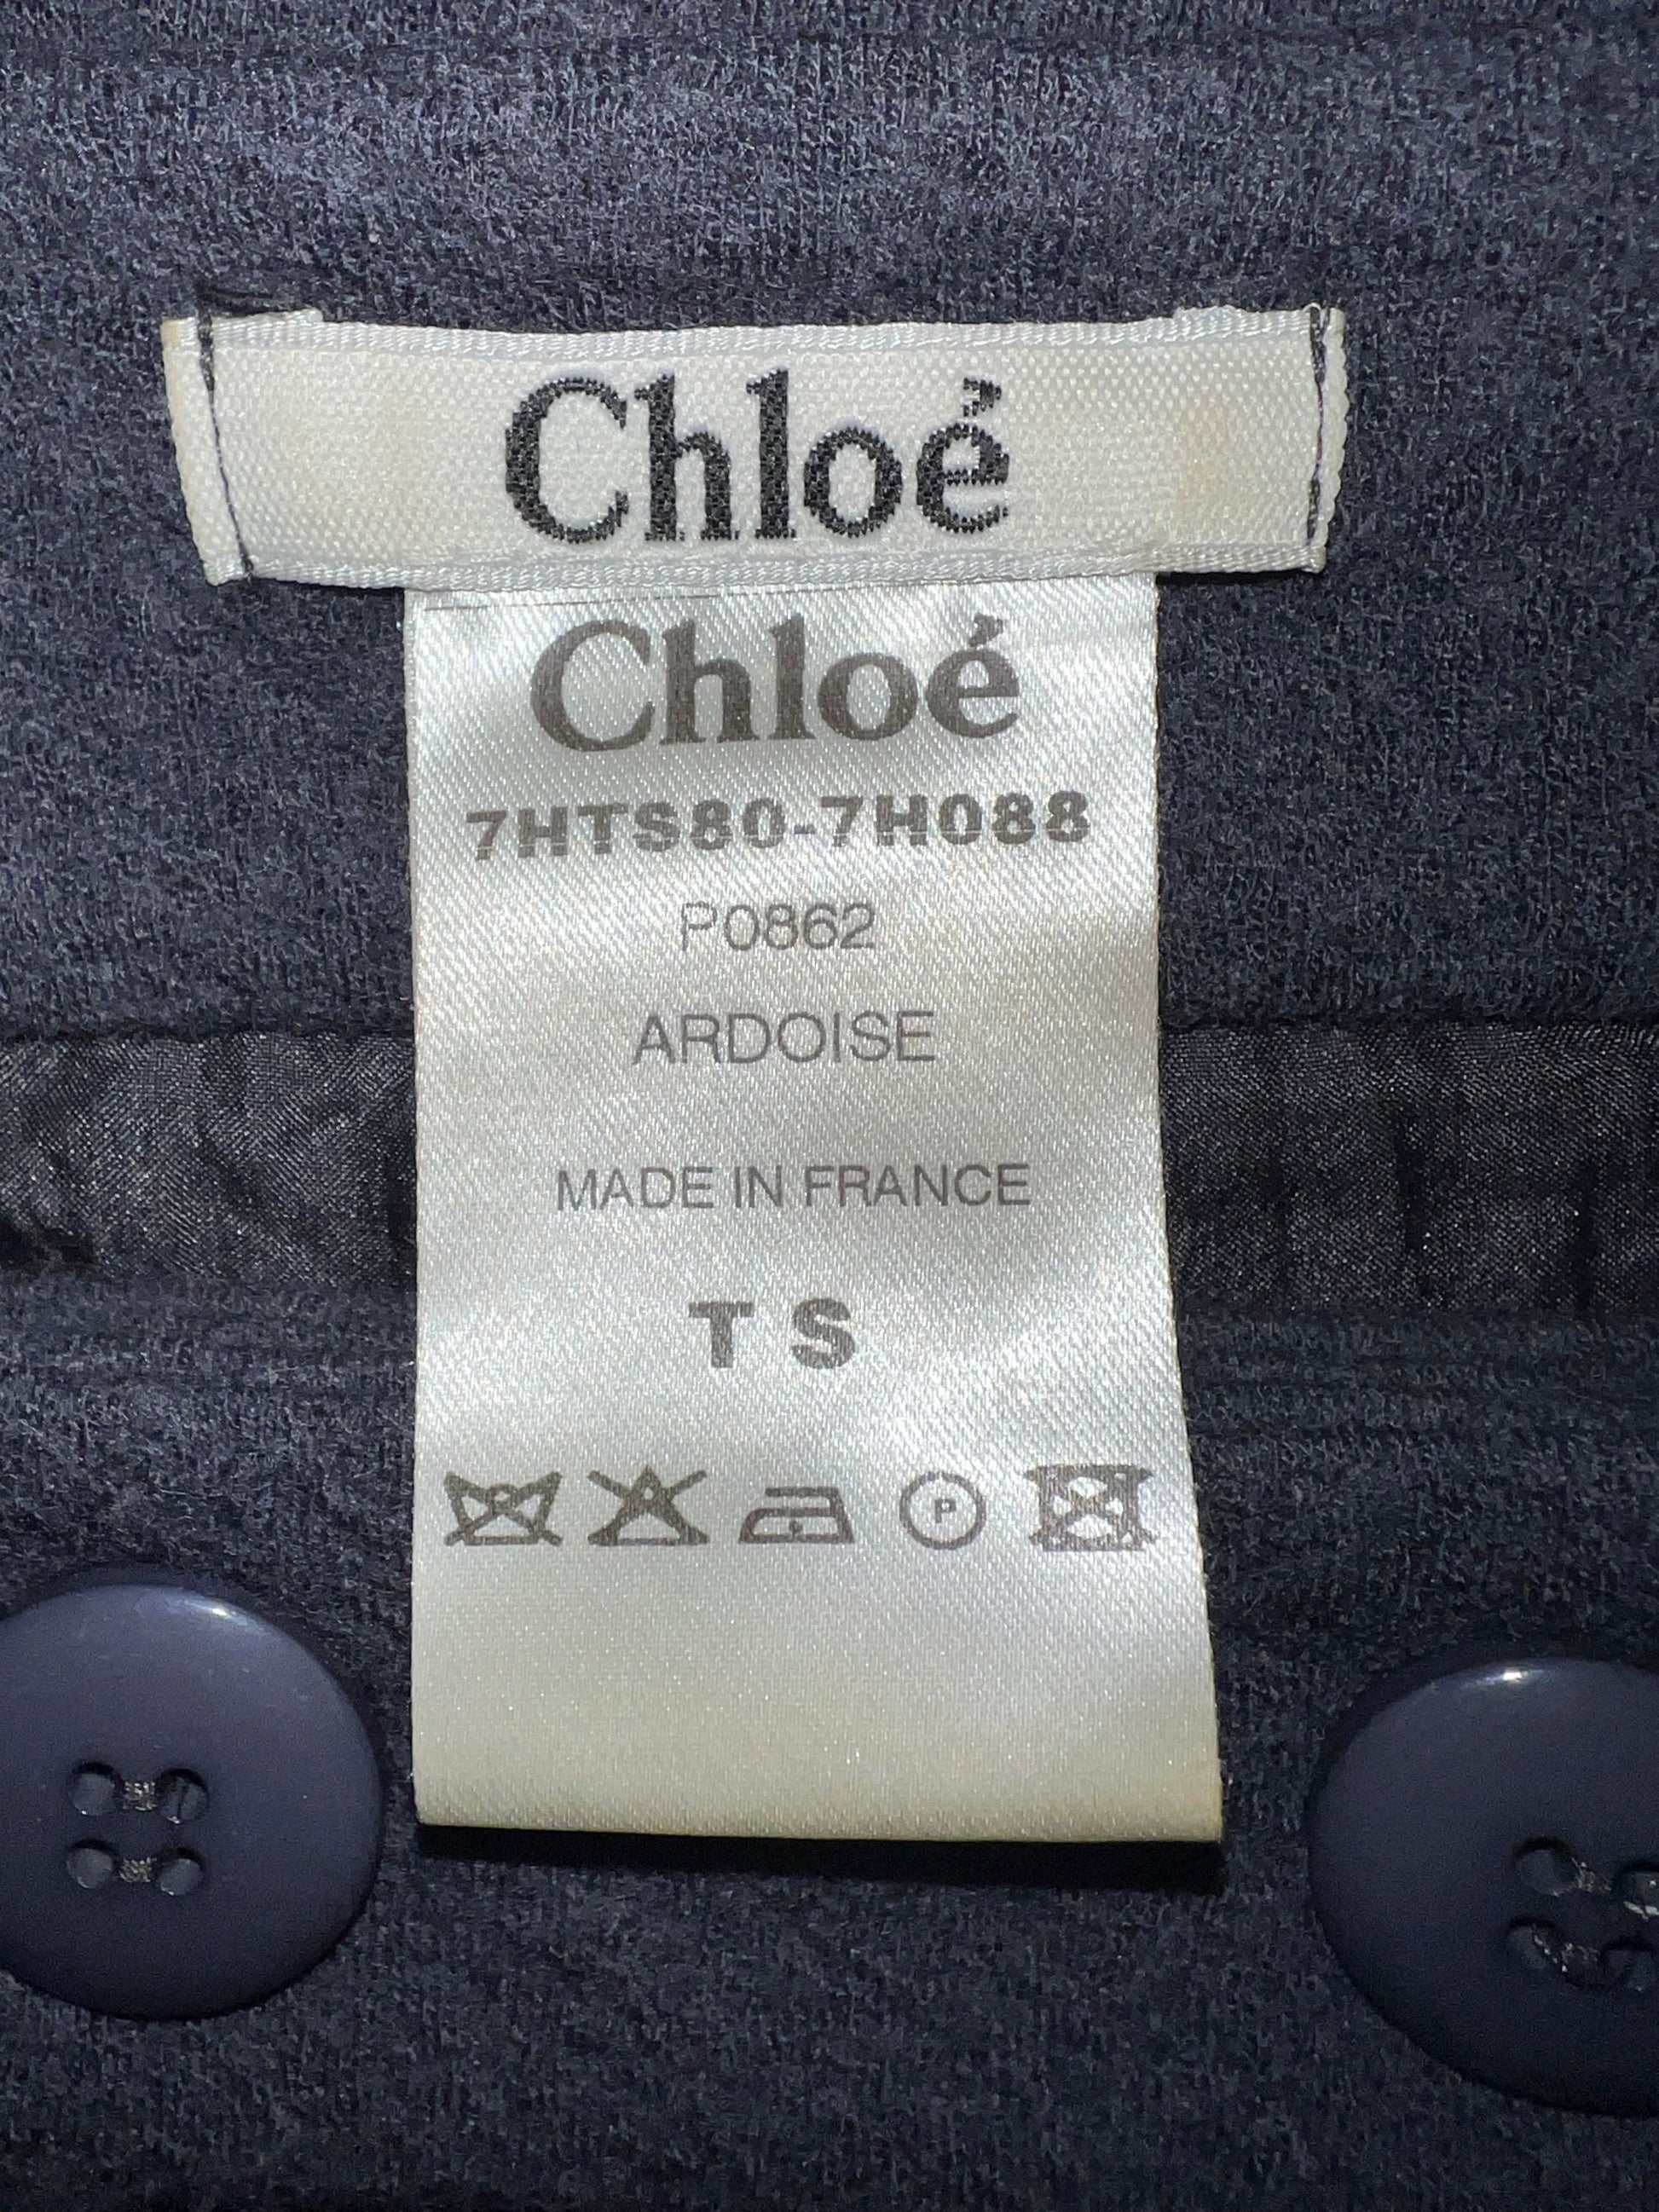 Chloé
Chloé
7HTS80-7H088
P0862
ARDOISE
MADE IN FRANCE
T S
P